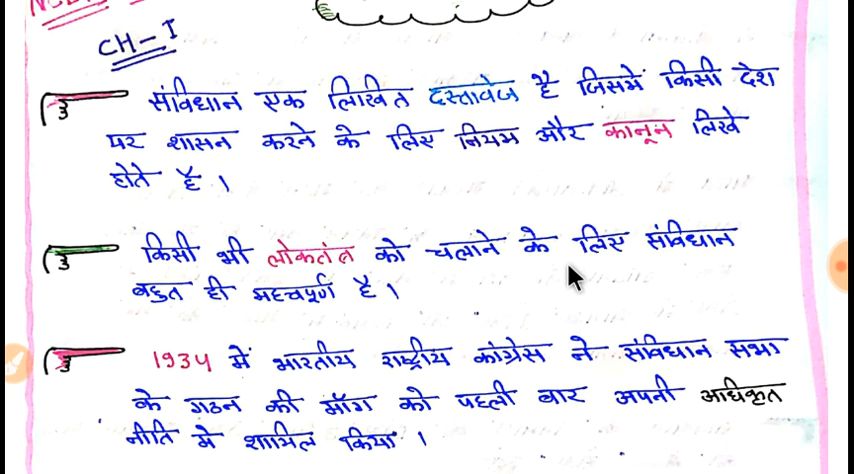 CH-I
संविधान एक लिखित दस्तावेज है जिसमें किसी देश
पर शासन करने के लिए नियम और कानून लिखे
होते है ।
किसी भी लोकतंत्र को चलाने के लिए संविधान
बहुत ही महत्वपूर्ण है ।
1934 में भारतीय राष्ट्रीय कांग्रेस ने संविधान सभा
के गठन की माँग को पहली बार अपनी अधिकृत
नीति मे शामिल किया ।